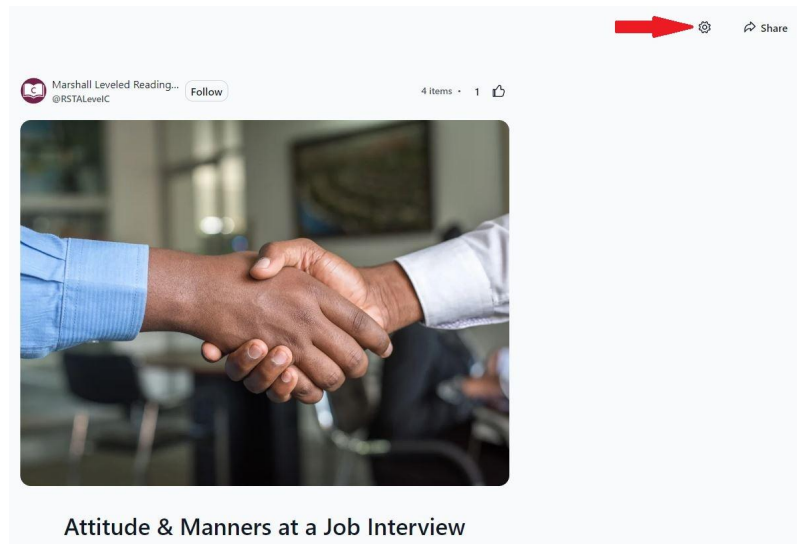 Share
Marshall Leveled Reading...
@RSTALevelC
Follow
4 items · 1
C
Attitude & Manners at a Job Interview